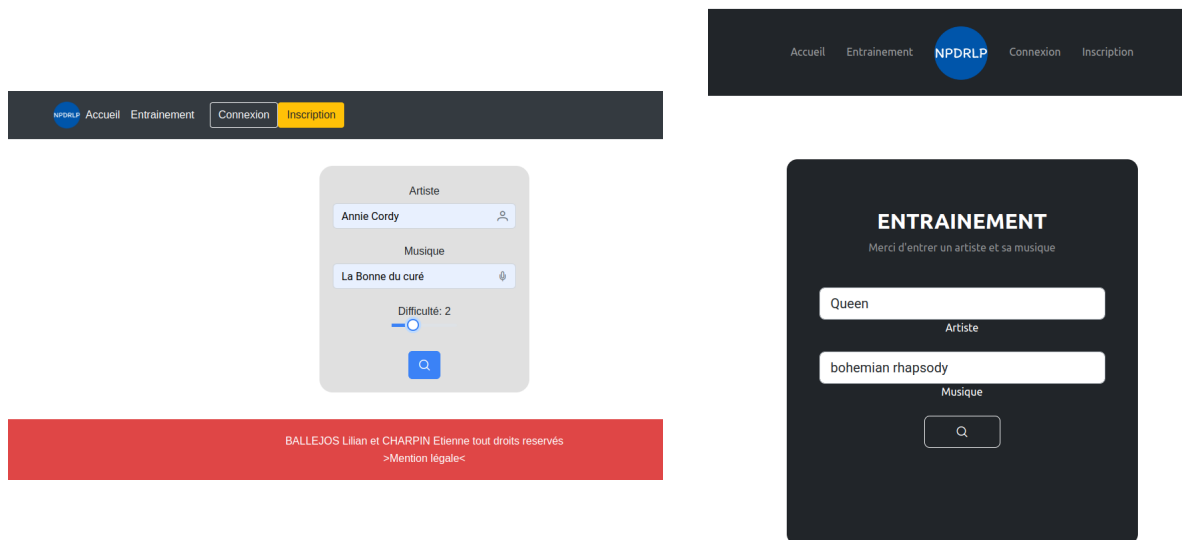 NPDRLP Accueil Entrainement Connexion Inscription
Artiste
Annie Cordy
Musique
La Bonne du curé
Difficulté: 2
BALLEJOS Lilian et CHARPIN Etienne tout droits reservés
>Mention légale<
Accueil Entrainement NPDRLP Connexion Inscription
ENTRAINEMENT
Merci d'entrer un artiste et sa musique
Queen
Artiste
bohemian rhapsody
Musique